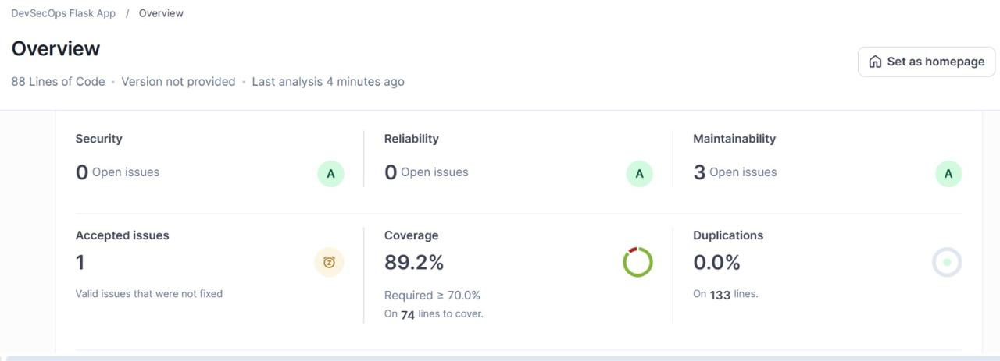 DevSecOps Flask App / Overview
Overview
88 Lines of Code • Version not provided • Last analysis 4 minutes ago
Set as homepage
Security
0 Open issues
A
Reliability
0 Open issues
A
Maintainability
3 Open issues
A
Accepted issues
1
Valid issues that were not fixed
Coverage
89.2%
Required ≥ 70.0%
On 74 lines to cover.
Duplications
0.0%
On 133 lines.